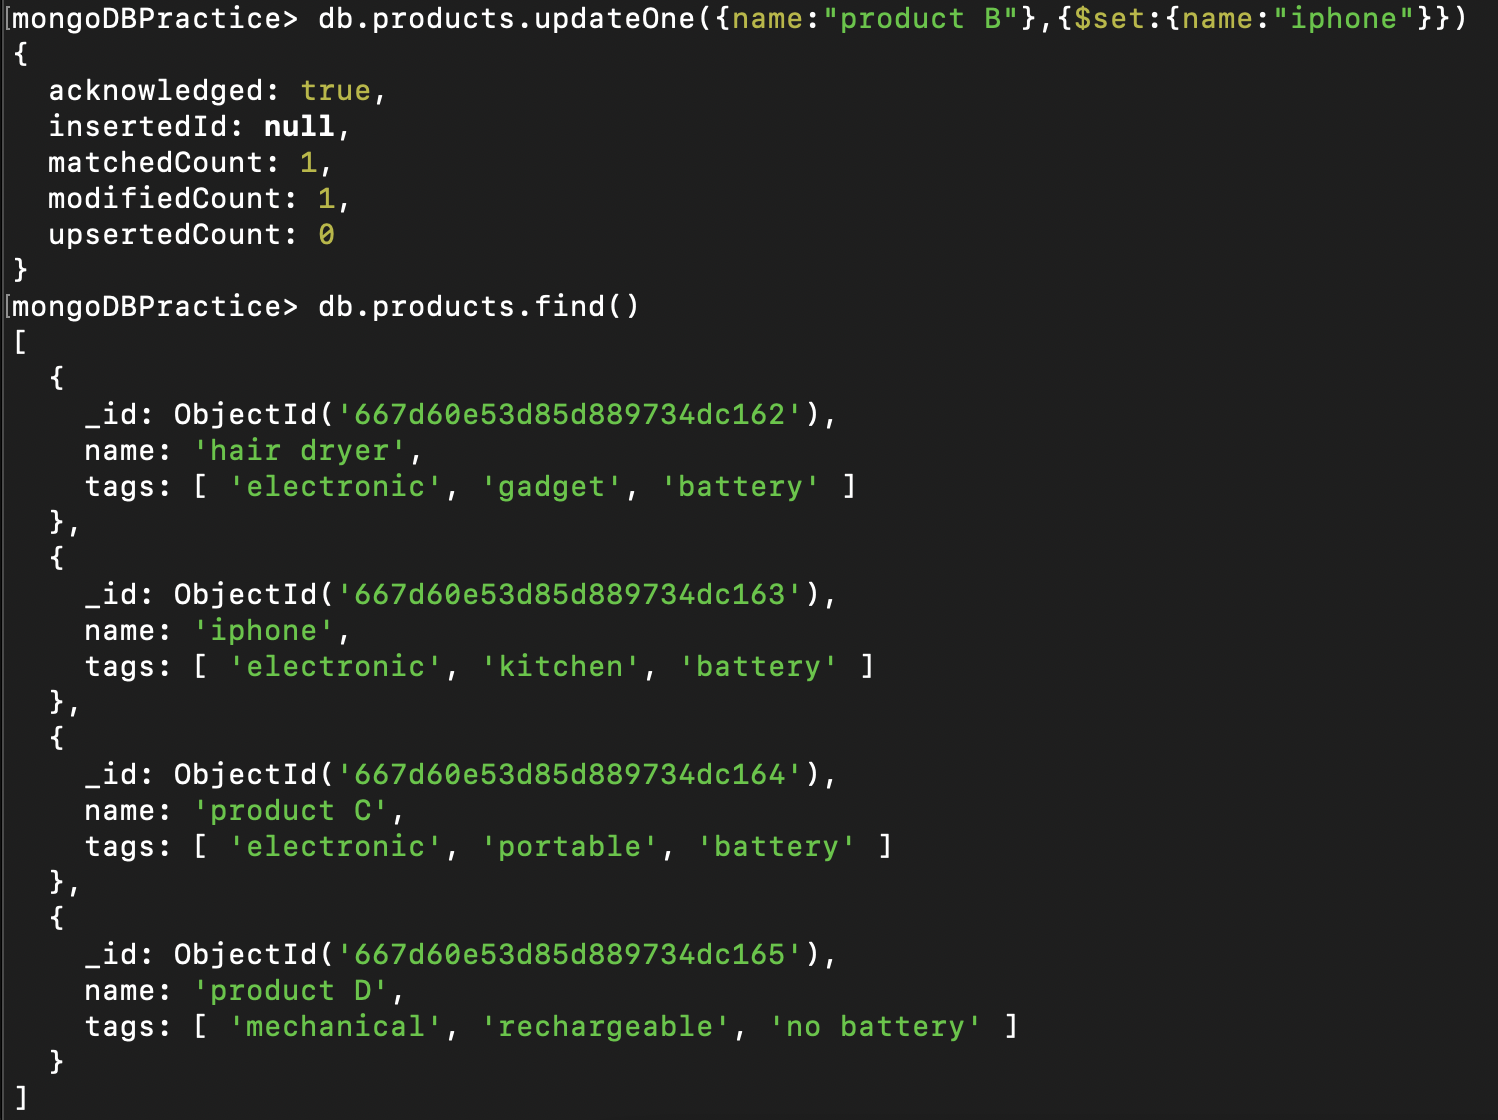 [mongoDBPractice> db.products.updateOne({name:"product B"},{$set:{name:"iphone"}})
{
  acknowledged: true,
  insertedId: null,
  matchedCount: 1,
  modifiedCount: 1,
  upsertedCount: 0
}
[mongoDBPractice> db.products.find()
[
  {
    _id: ObjectId('667d60e53d85d889734dc162'),
    name: 'hair dryer',
    tags: [ 'electronic', 'gadget', 'battery' ]
  },
  {
    _id: ObjectId('667d60e53d85d889734dc163'),
    name: 'iphone',
    tags: [ 'electronic', 'kitchen', 'battery' ]
  },
  {
    _id: ObjectId('667d60e53d85d889734dc164'),
    name: 'product C',
    tags: [ 'electronic', 'portable', 'battery' ]
  },
  {
    _id: ObjectId('667d60e53d85d889734dc165'),
    name: 'product D',
    tags: [ 'mechanical', 'rechargeable', 'no battery' ]
  }
]